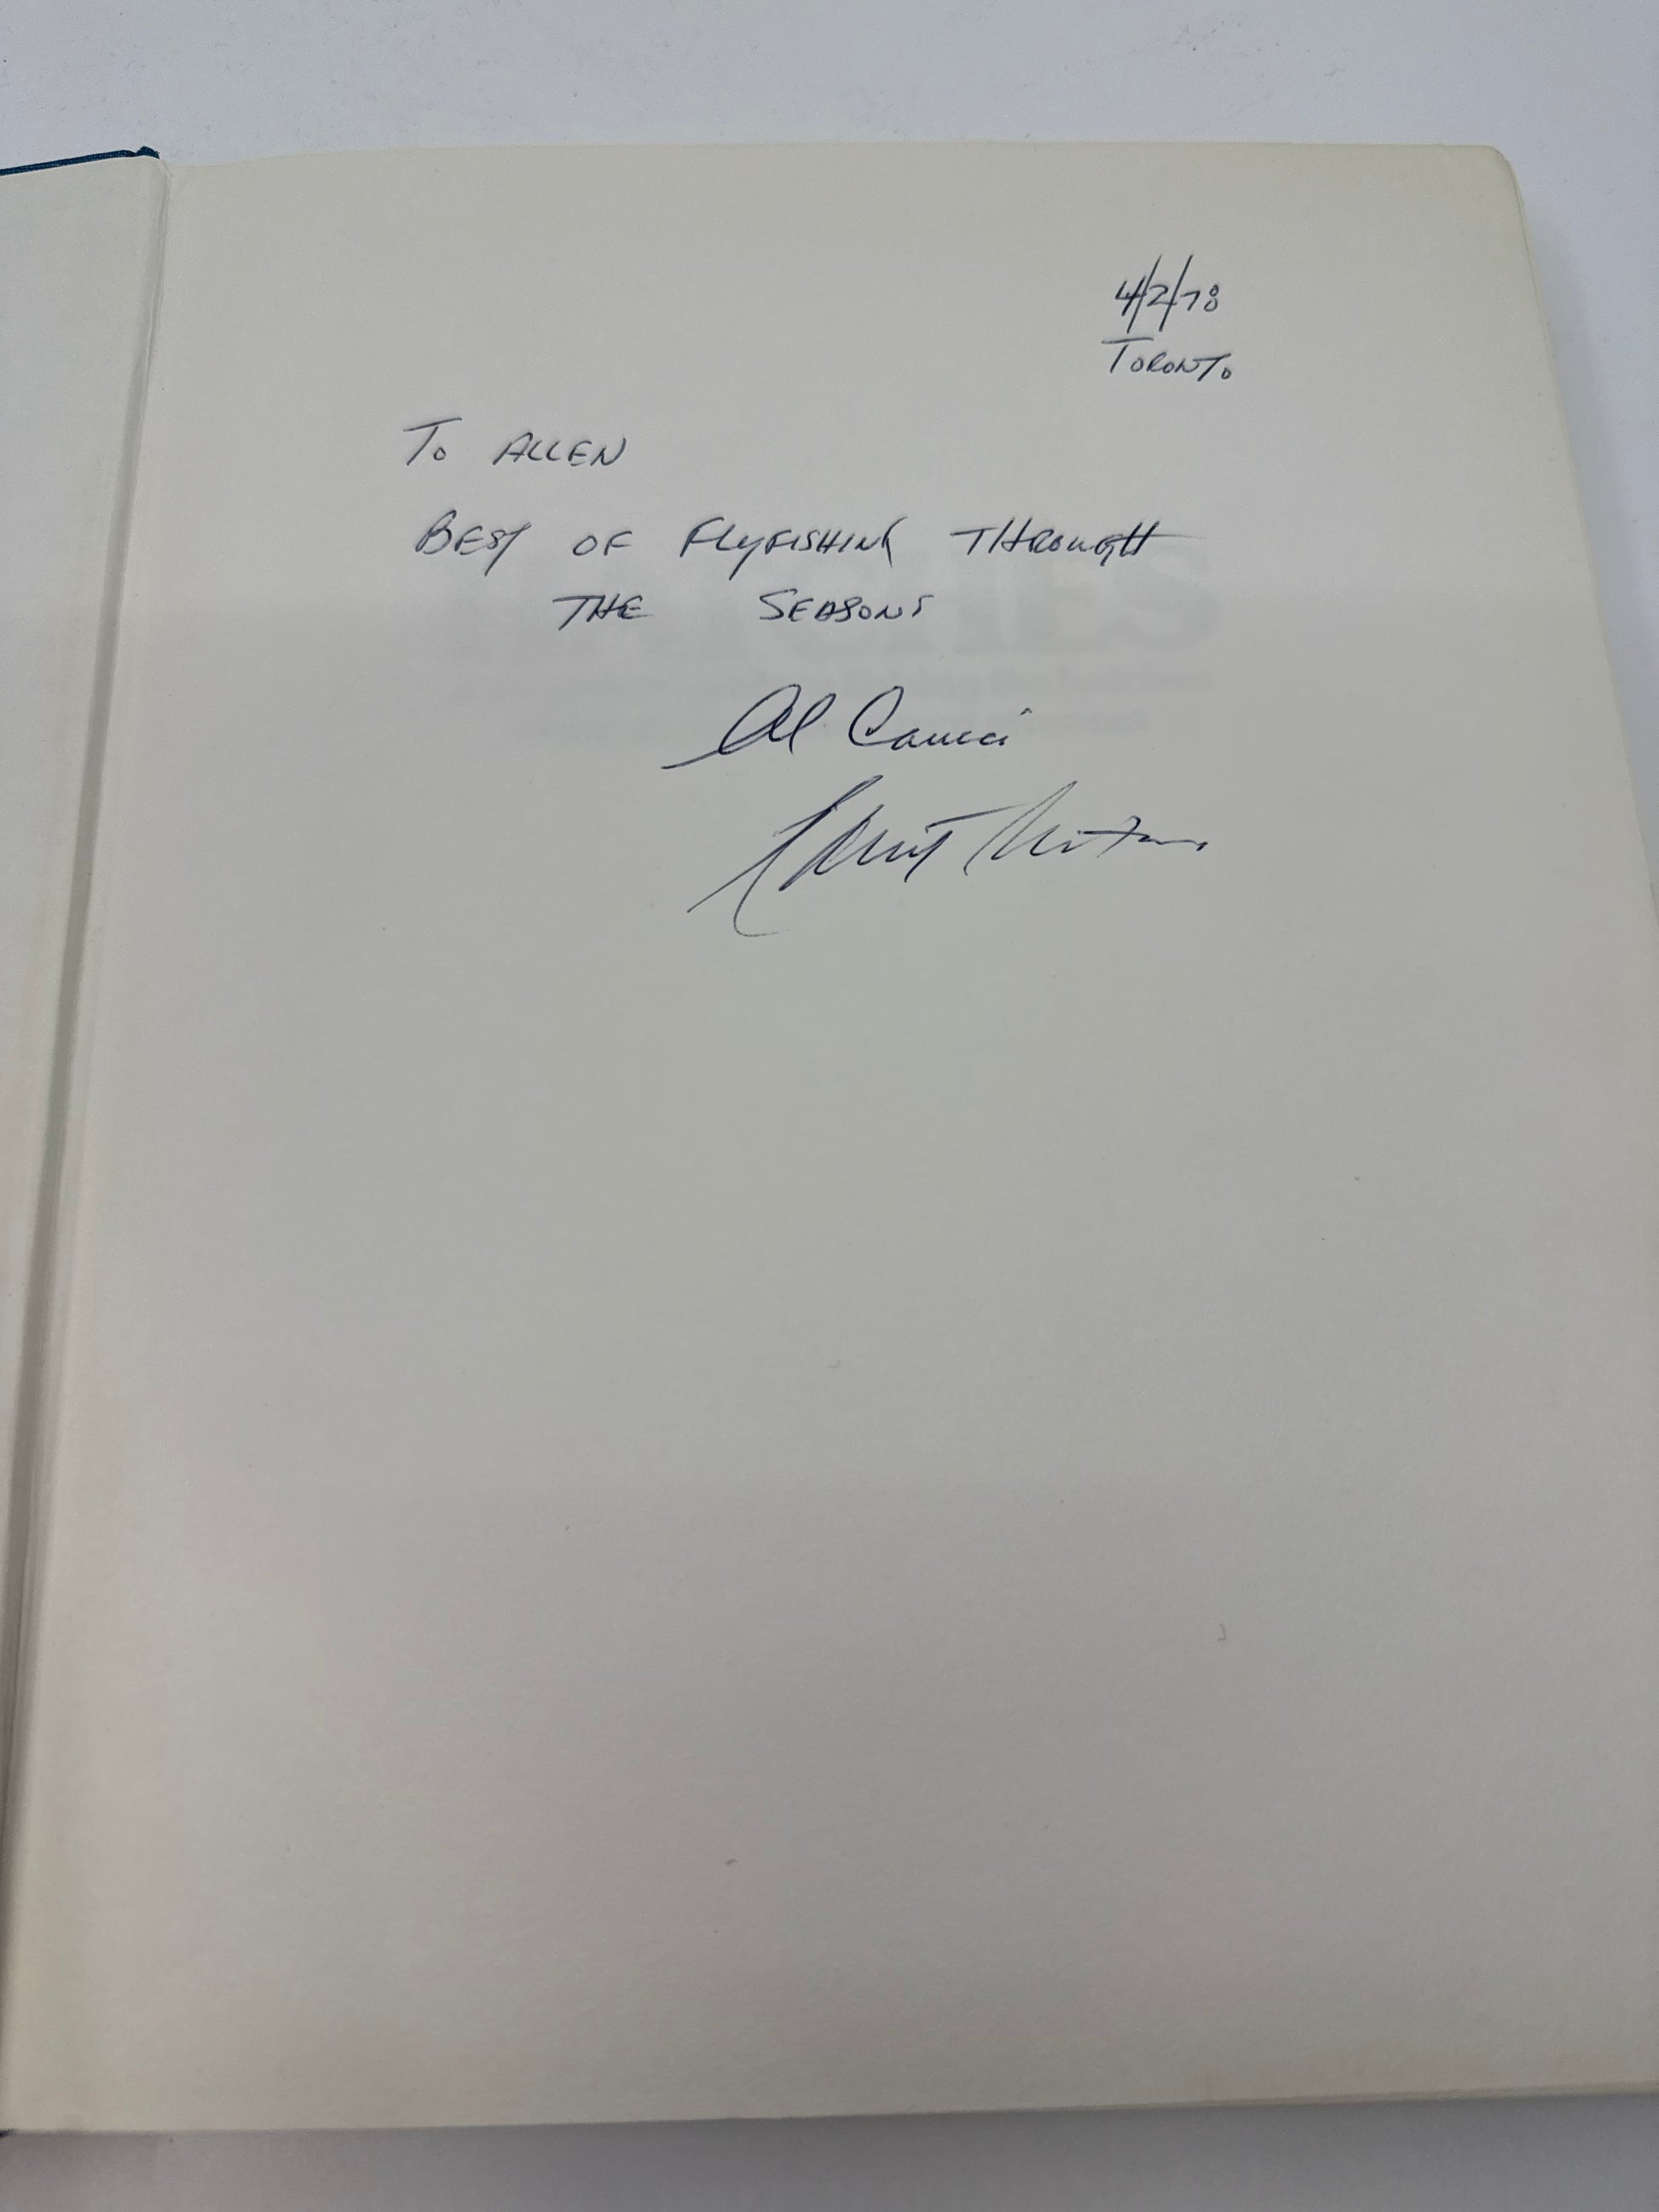 4/2/78
TORONTO
TO ALLEN
BEST OF FLYFISHING THROUGH
THE SEASONS
Al Caucci